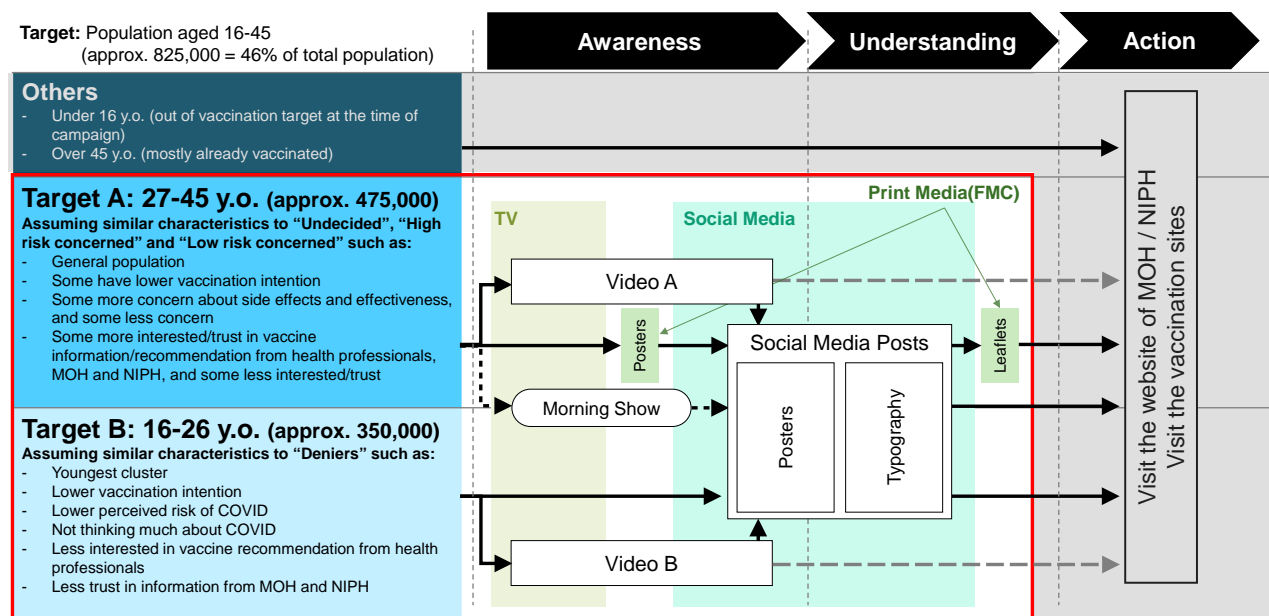 Target: Population aged 16-45
(approx. 825,000 = 46% of total population)
Awareness
Understanding
Action
Others
- Under 16 y.o. (out of vaccination target at the time of
campaign)
- Over 45 y.o. (mostly already vaccinated)
Target A: 27-45 y.o. (approx. 475,000)
Assuming similar characteristics to “Undecided”, “High
risk concerned” and “Low risk concerned” such as:
- General population
- Some have lower vaccination intention
- Some more concern about side effects and effectiveness,
and some less concern
- Some more interested/trust in vaccine
information/recommendation from health professionals,
MOH and NIPH, and some less interested/trust
Target B: 16-26 y.o. (approx. 350,000)
Assuming similar characteristics to “Deniers” such as:
- Youngest cluster
- Lower vaccination intention
- Lower perceived risk of COVID
- Not thinking much about COVID
- Less interested in vaccine recommendation from health
professionals
- Less trust in information from MOH and NIPH
TV
Social Media
Print Media(FMC)
Video A
Posters
Social Media Posts
Posters
Typography
Leaflets
Morning Show
Video B
Visit the website of MOH / NIPH
Visit the vaccination sites